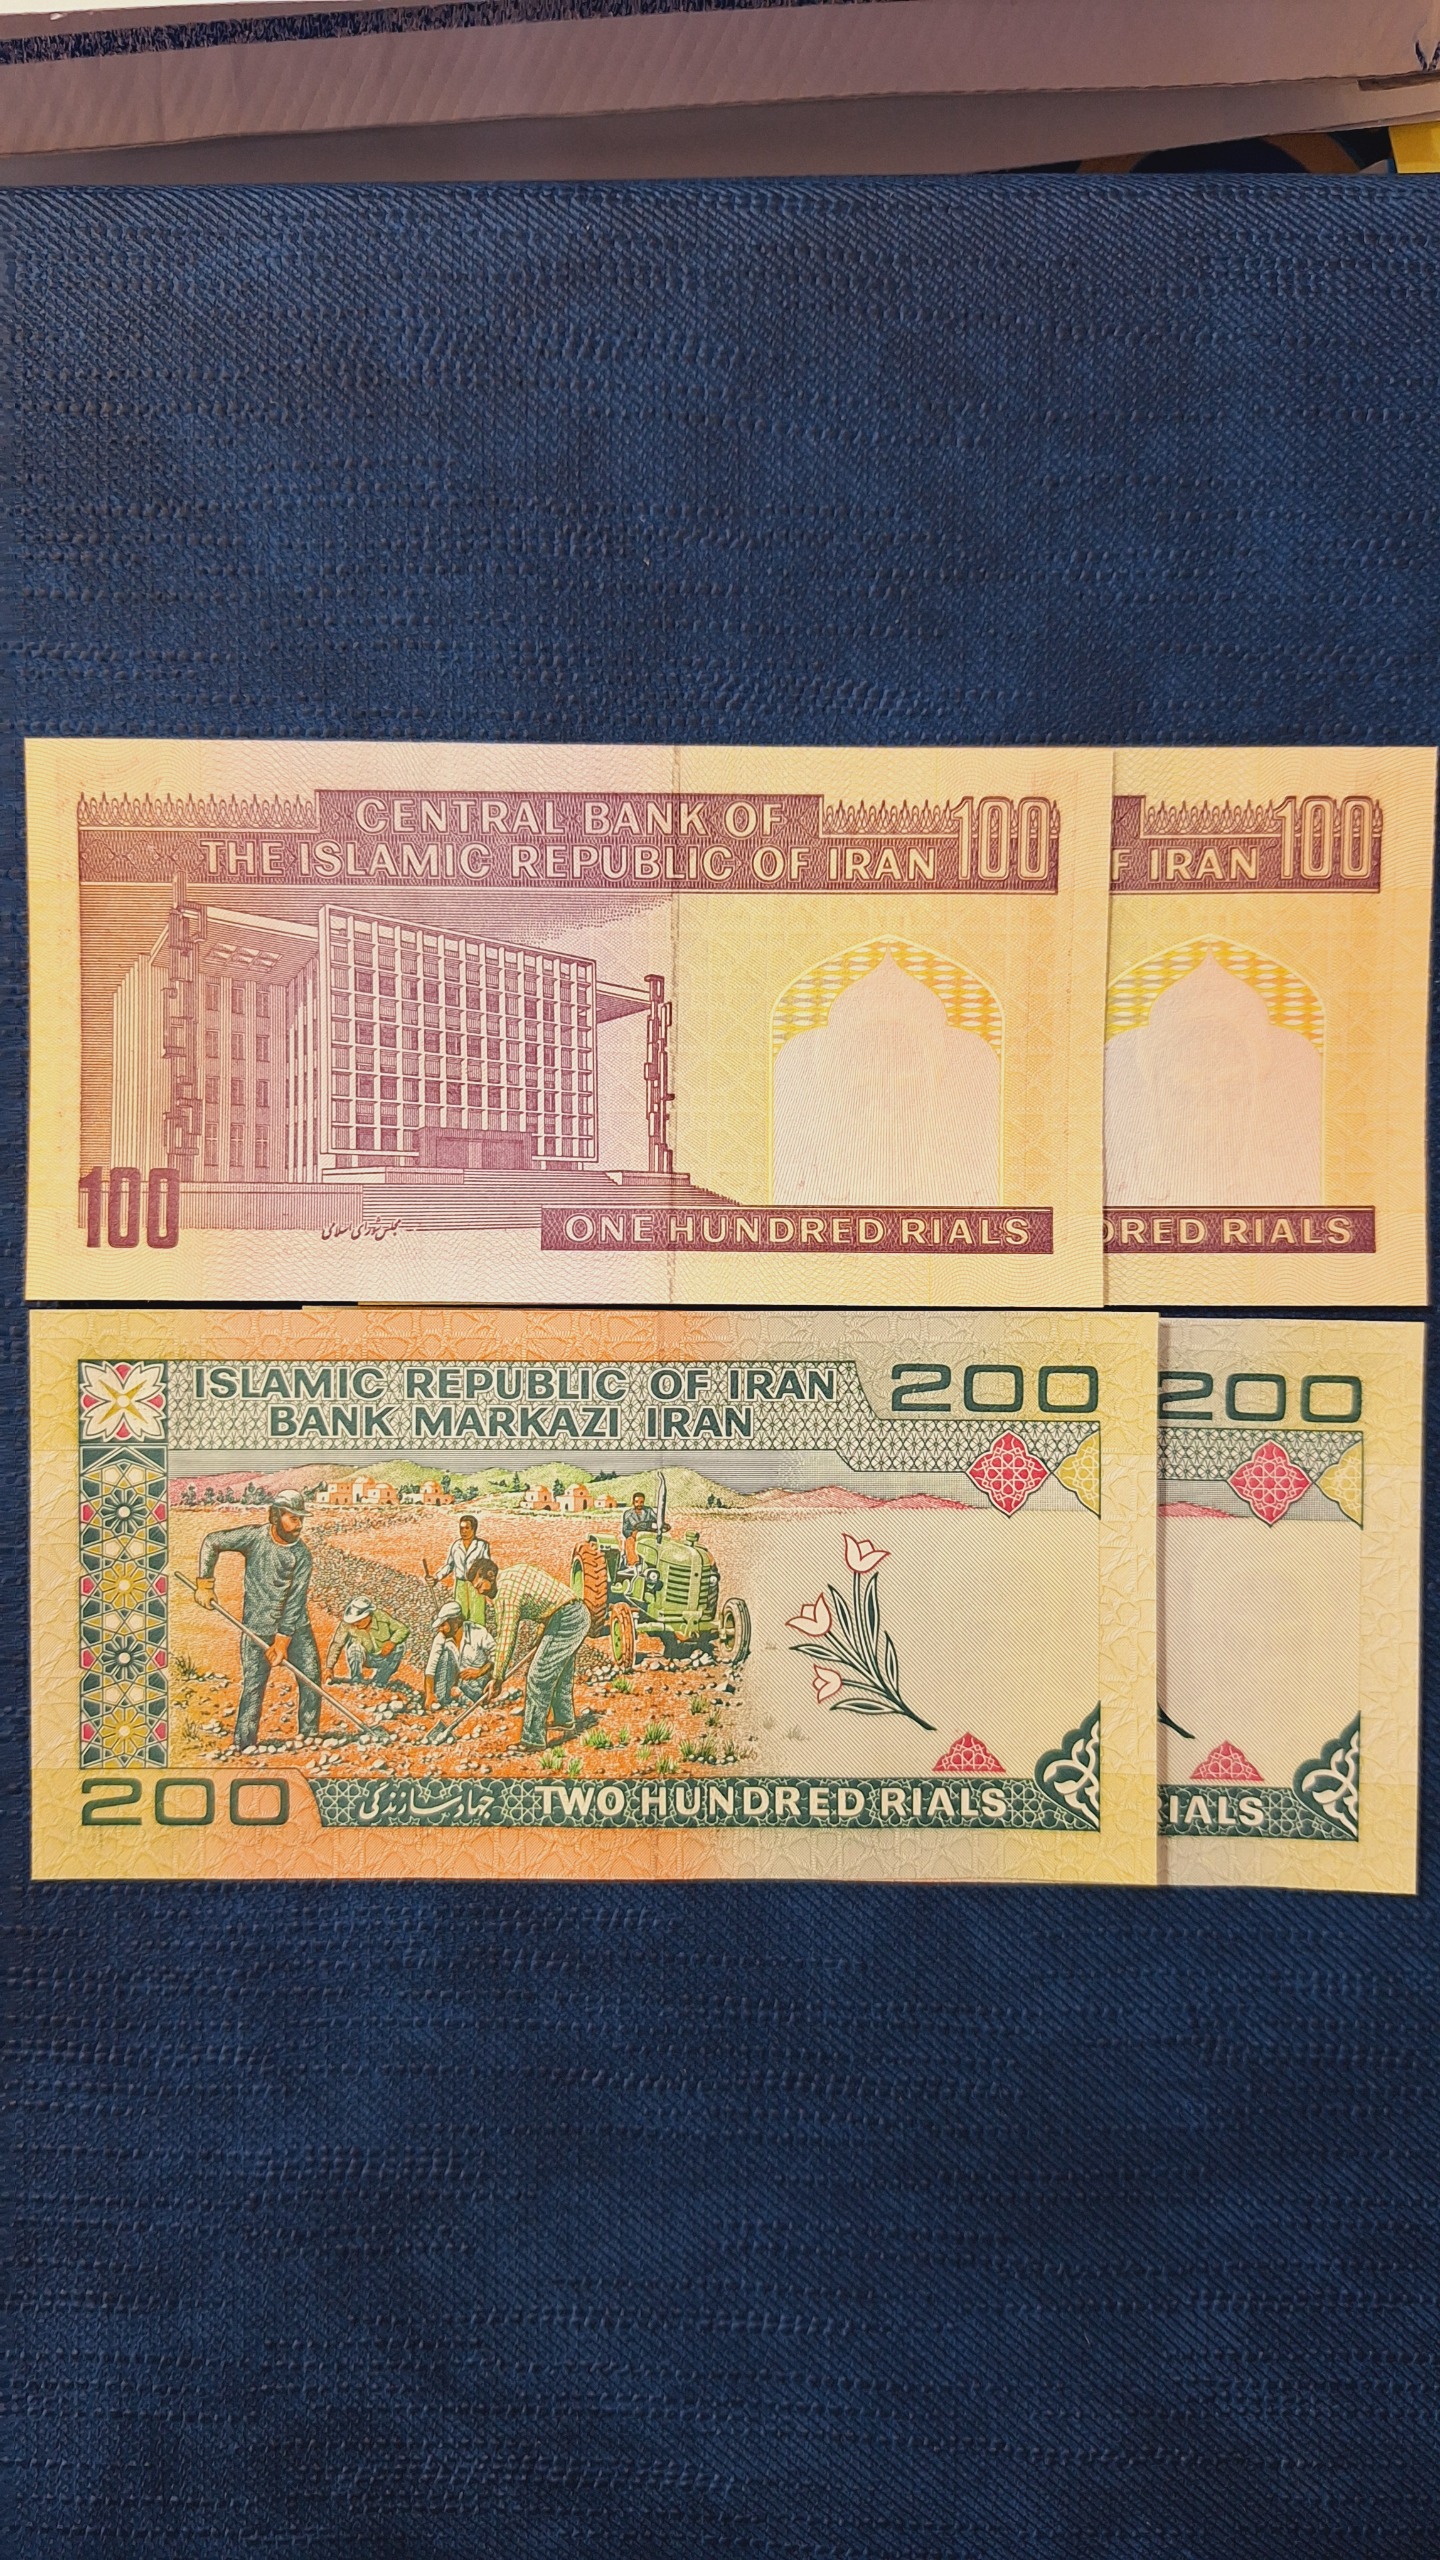 CENTRAL BANK OF
THE ISLAMIC REPUBLIC OF IRAN 100
100
مجلس شورای اسلامی
ONE HUNDRED RIALS
F IRAN 100
DRED RIALS
ISLAMIC REPUBLIC OF IRAN 200
BANK MARKAZI IRAN
200
جهاد سازندگی
TWO HUNDRED RIALS
200
RIALS